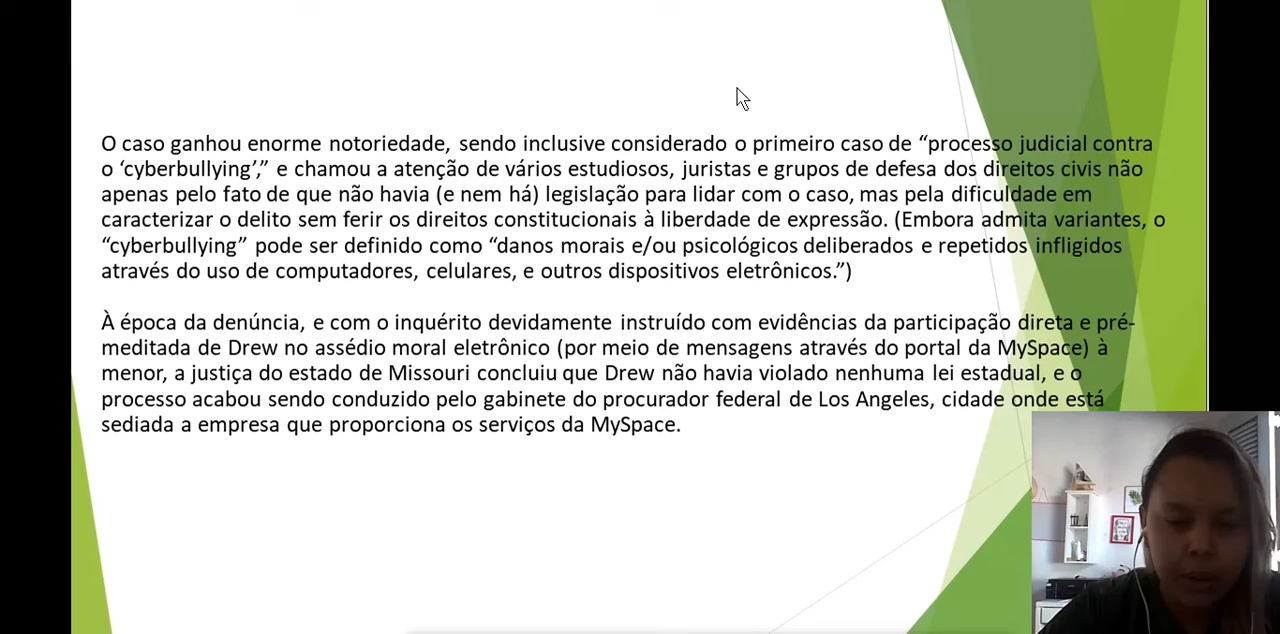 O caso ganhou enorme notoriedade, sendo inclusive considerado o primeiro caso de “processo judicial contra
o ‘cyberbullying’,” e chamou a atenção de vários estudiosos, juristas e grupos de defesa dos direitos civis não
apenas pelo fato de que não havia (e nem há) legislação para lidar com o caso, mas pela dificuldade em
caracterizar o delito sem ferir os direitos constitucionais à liberdade de expressão. (Embora admita variantes, o
“cyberbullying” pode ser definido como “danos morais e/ou psicológicos deliberados e repetidos infligidos
através do uso de computadores, celulares, e outros dispositivos eletrônicos.”)
À época da denúncia, e com o inquérito devidamente instruído com evidências da participação direta e pré-
meditada de Drew no assédio moral eletrônico (por meio de mensagens através do portal da MySpace) à
menor, a justiça do estado de Missouri concluiu que Drew não havia violado nenhuma lei estadual, e o
processo acabou sendo conduzido pelo gabinete do procurador federal de Los Angeles, cidade onde está
sediada a empresa que proporciona os serviços da MySpace.